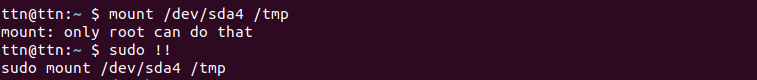 ttn@ttn:~ $ mount /dev/sda4 /tmp
mount: only root can do that
ttn@ttn:~ $ sudo !!
sudo mount /dev/sda4 /tmp